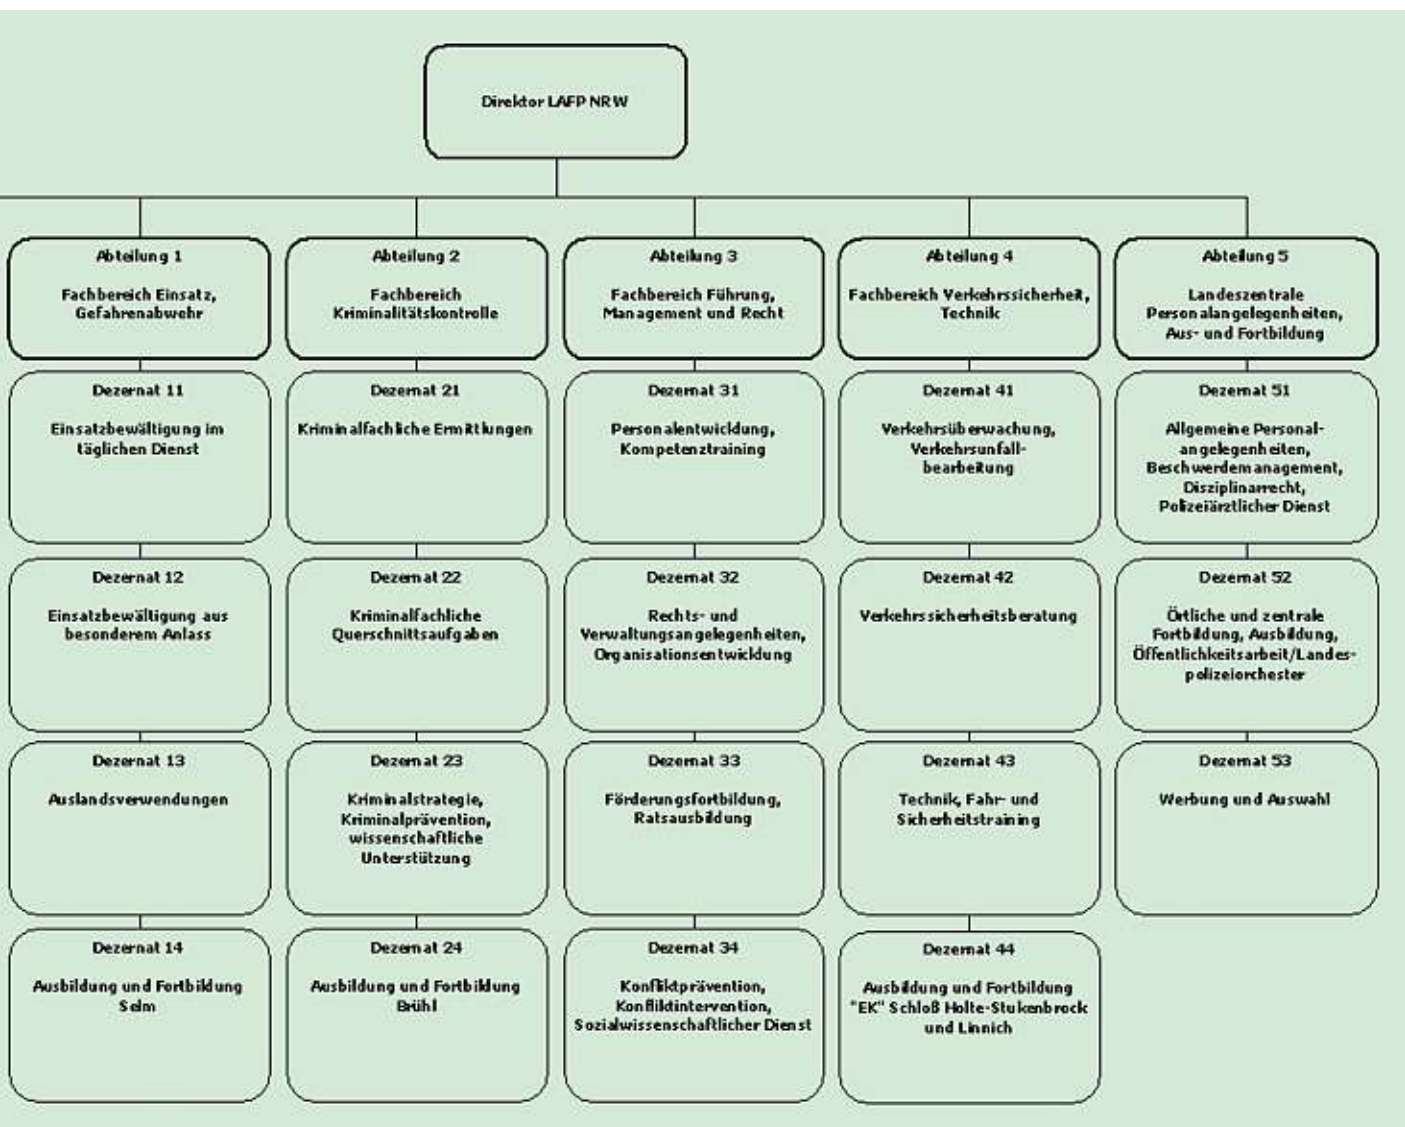 Direktor LAFP NRW
Abteilung 1
Fachbereich Einsatz,
Gefahrenabwehr
Abteilung 2
Fachbereich
Kriminalitätskontrolle
Abteilung 3
Fachbereich Führung,
Management und Recht
Abteilung 4
Fachbereich Verkehrssicherheit,
Technik
Abteilung 5
Landeszentrale
Personalangelegenheiten,
Aus- und Fortbildung
Dezernat 11
Einsatzbewältigung im
täglichen Dienst
Dezernat 21
Kriminalfachliche Ermittlungen
Dezernat 31
Personalentwicklung,
Kompetenztraining
Dezernat 41
Verkehrsüberwachung,
Verkehrsunfall-
bearbeitung
Dezernat 51
Allgemeine Personal-
angelegenheiten,
Beschwerdemanagement,
Disziplinarrecht,
Polizeiärztlicher Dienst
Dezernat 12
Einsatzbewältigung aus
besonderem Anlass
Dezernat 22
Kriminalfachliche
Querschnittsaufgaben
Dezernat 32
Rechts- und
Verwaltungsangelegenheiten,
Organisationsentwicklung
Dezernat 42
Verkehrssicherheitsberatung
Dezernat 52
Örtliche und zentrale
Fortbildung, Ausbildung,
Öffentlichkeitsarbeit/Landes-
polizeiorchester
Dezernat 13
Auslandsverwendungen
Dezernat 23
Kriminalstrategie,
Kriminalprävention,
wissenschaftliche
Unterstützung
Dezernat 33
Förderungsfortbildung,
Ratsausbildung
Dezernat 43
Technik, Fahr- und
Sicherheitstraining
Dezernat 53
Werbung und Auswahl
Dezernat 14
Ausbildung und Fortbildung
Selm
Dezernat 24
Ausbildung und Fortbildung
Brühl
Dezernat 34
Konfliktprävention,
Konfliktintervention,
Sozialwissenschaftlicher Dienst
Dezernat 44
Ausbildung und Fortbildung
"EK" Schloß Holte-Stukenbrock
und Linnich